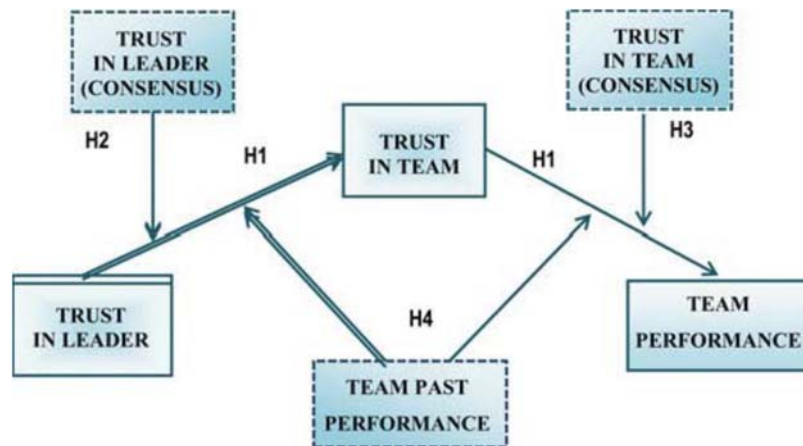 TRUST
IN LEADER
(CONSENSUS)
TRUST
IN TEAM
(CONSENSUS)
H2
H1
TRUST
IN TEAM
H1
H3
TRUST
IN LEADER
H4
TEAM
PERFORMANCE
TEAM PAST
PERFORMANCE